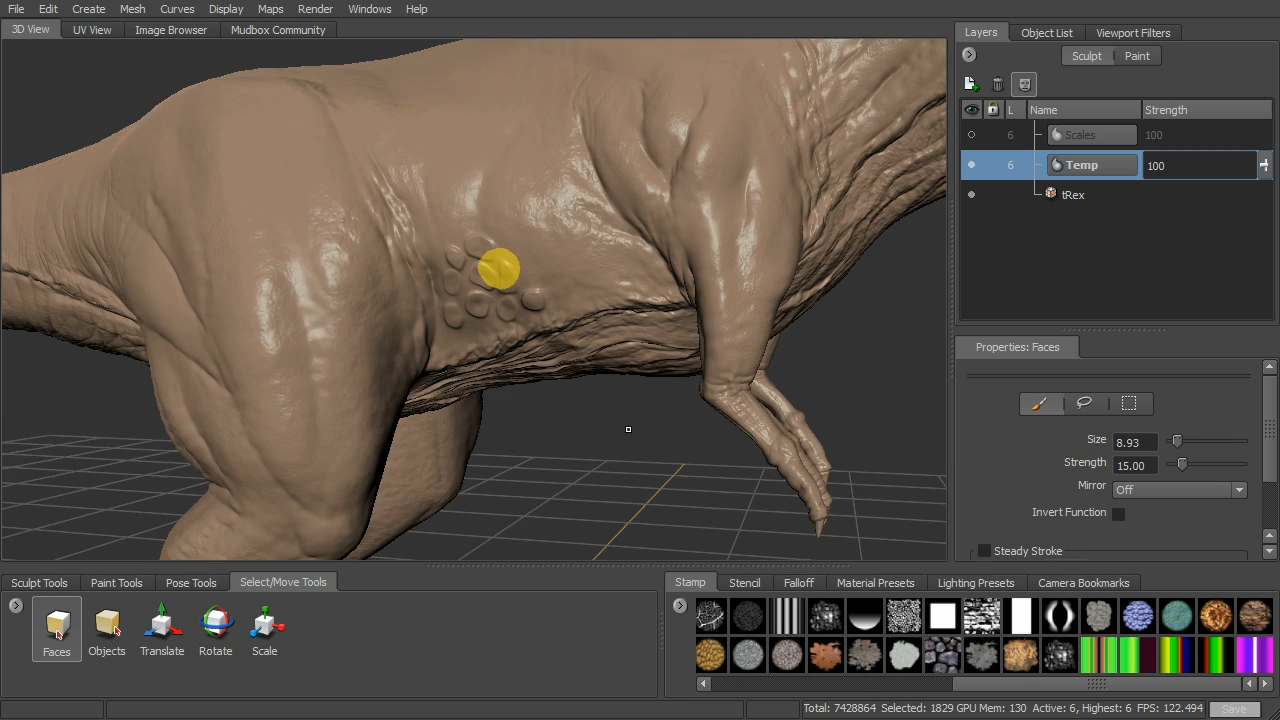 File Edit Create Mesh Curves Display Maps Render Windows Help
3D View UV View Image Browser Mudbox Community
Layers Object List Viewport Filters
Sculpt Paint
L Name Strength
6 Scales 100
6 Temp 100
tRex
Properties: Faces
Size 8.93
Strength 15.00
Mirror Off
Invert Function
Steady Stroke
Sculpt Tools Paint Tools Pose Tools Select/Move Tools
Faces Objects Translate Rotate Scale
Stamp Stencil Falloff Material Presets Lighting Presets Camera Bookmarks
Total: 7428864 Selected: 1829 GPU Mem: 130 Active: 6, Highest: 6 FPS: 122.494 Save